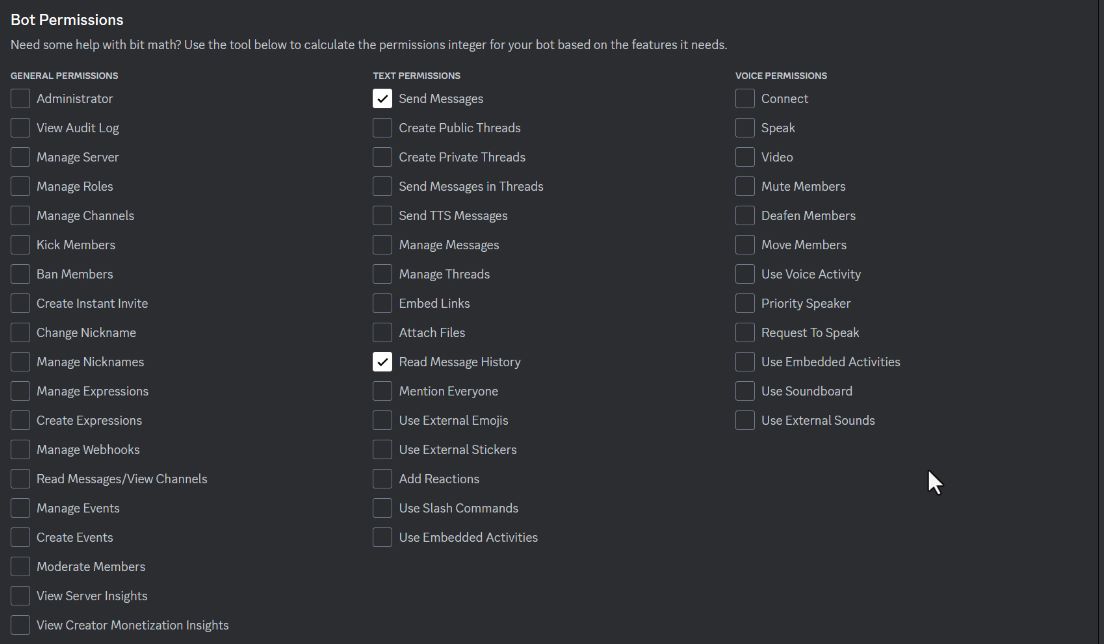 Bot Permissions
Need some help with bit math? Use the tool below to calculate the permissions integer for your bot based on the features it needs.
GENERAL PERMISSIONS
Administrator
View Audit Log
Manage Server
Manage Roles
Manage Channels
Kick Members
Ban Members
Create Instant Invite
Change Nickname
Manage Nicknames
Manage Expressions
Create Expressions
Manage Webhooks
Read Messages/View Channels
Manage Events
Create Events
Moderate Members
View Server Insights
View Creator Monetization Insights
TEXT PERMISSIONS
Send Messages
Create Public Threads
Create Private Threads
Send Messages in Threads
Send TTS Messages
Manage Messages
Manage Threads
Embed Links
Attach Files
Read Message History
Mention Everyone
Use External Emojis
Use External Stickers
Add Reactions
Use Slash Commands
Use Embedded Activities
VOICE PERMISSIONS
Connect
Speak
Video
Mute Members
Deafen Members
Move Members
Use Voice Activity
Priority Speaker
Request To Speak
Use Embedded Activities
Use Soundboard
Use External Sounds